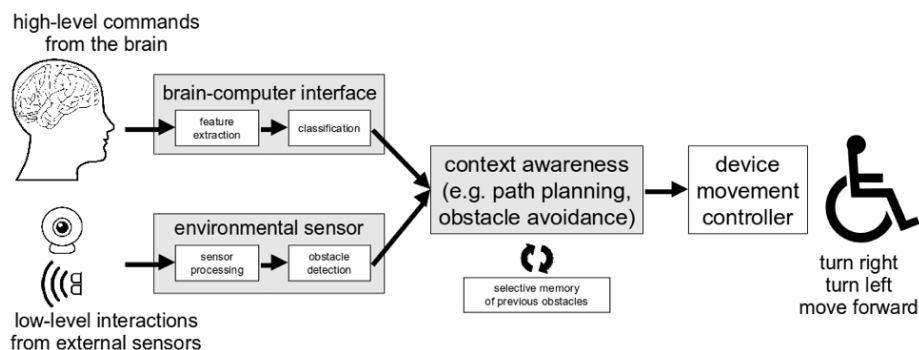 high-level commands
from the brain
brain-computer interface
feature
extraction
classification
context awareness
(e.g. path planning,
obstacle avoidance)
device
movement
controller
environmental sensor
sensor
processing
obstacle
detection
selective memory
of previous obstacles
low-level interactions
from external sensors
turn right
turn left
move forward